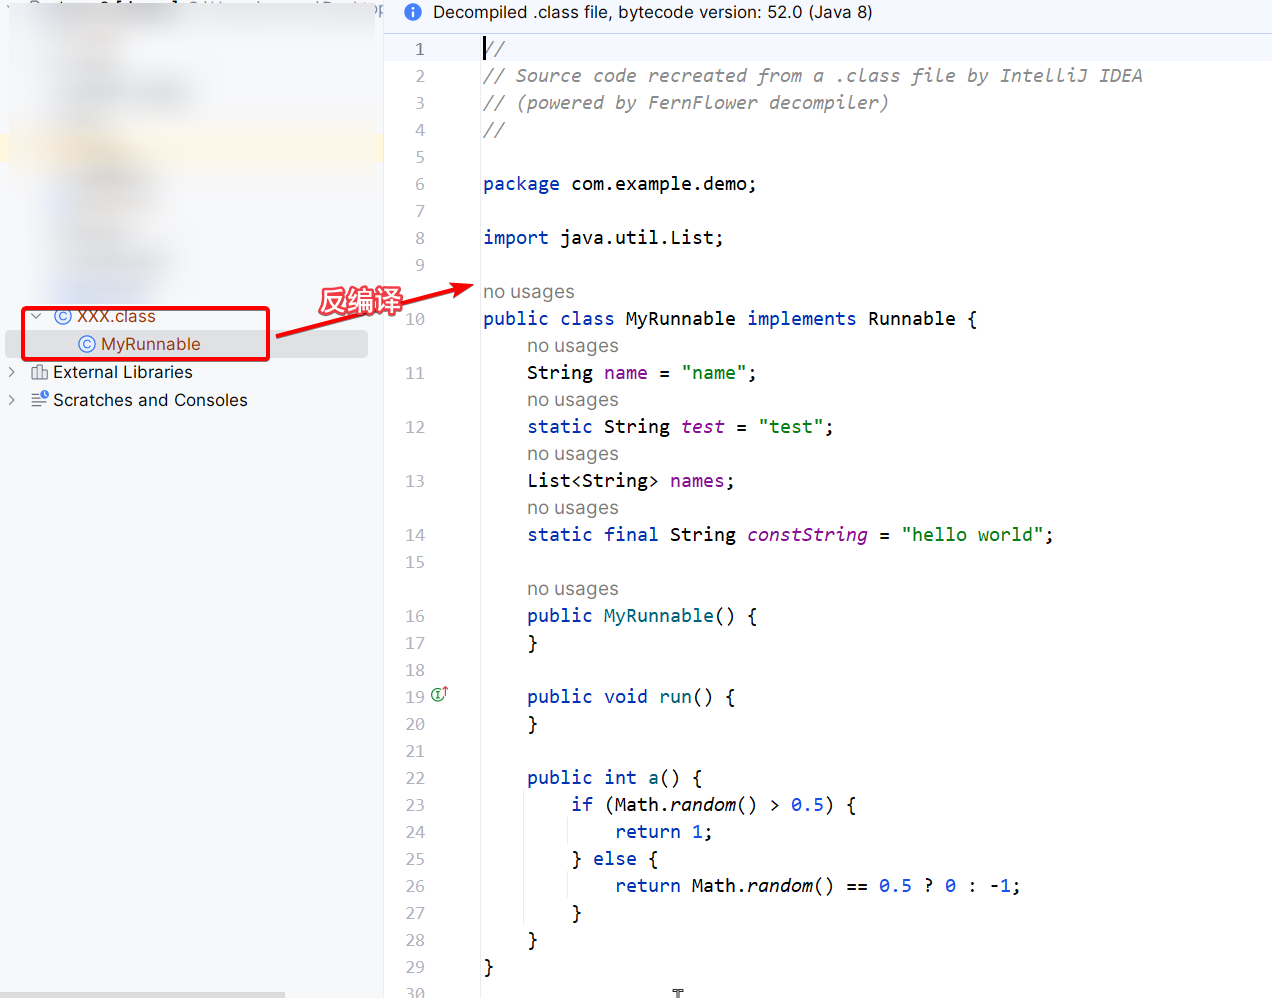 Decompiled .class file, bytecode version: 52.0 (Java 8)
1 //
2 // Source code recreated from a .class file by IntelliJ IDEA
3 // (powered by FernFlower decompiler)
4 //
5
6 package com.example.demo;
7
8 import java.util.List;
9
no usages
10 public class MyRunnable implements Runnable {
no usages
11 String name = "name";
no usages
12 static String test = "test";
no usages
13 List<String> names;
no usages
14 static final String constString = "hello world";
15
no usages
16 public MyRunnable() {
17 }
18
19 public void run() {
20 }
21
22 public int a() {
23 if (Math.random() > 0.5) {
24 return 1;
25 } else {
26 return Math.random() == 0.5 ? 0 : -1;
27 }
28 }
29 }
30
反编译
XXX.class
MyRunnable
External Libraries
Scratches and Consoles